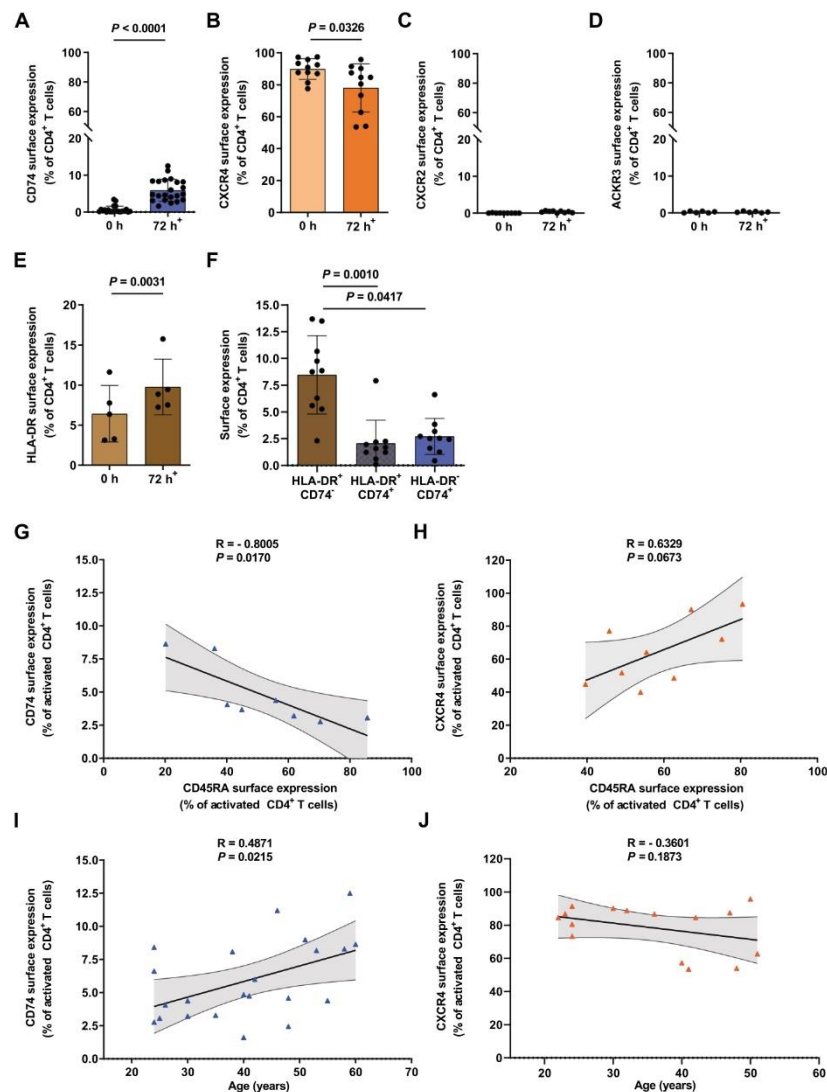 A
P < 0.0001
CD74 surface expression
(% of CD4+ T cells)
100
80
60
40
20
10
0
0 h
72 h+
B
P = 0.0326
CXCR4 surface expression
(% of CD4+ T cells)
100
80
60
40
20
0
0 h
72 h+
C
CXCR2 surface expression
(% of CD4+ T cells)
100
80
60
40
20
10
0
0 h
72 h+
D
ACKR3 surface expression
(% of CD4+ T cells)
100
80
60
40
20
10
0
0 h
72 h+
E
P = 0.0031
HLA-DR surface expression
(% of CD4+ T cells)
20
15
10
5
0
0 h
72 h+
F
P = 0.0010
P = 0.0417
Surface expression
(% of CD4+ T cells)
15.0
12.5
10.0
7.5
5.0
2.5
0.0
HLA-DR+
CD74-
HLA-DR+
CD74+
HLA-DR-
CD74+
G
R = - 0.8005
P = 0.0170
CD74 surface expression
(% of activated CD4+ T cells)
15.0
12.5
10.0
7.5
5.0
2.5
0.0
0
20
40
60
80
100
CD45RA surface expression
(% of activated CD4+ T cells)
H
R = 0.6329
P = 0.0673
CXCR4 surface expression
(% of activated CD4+ T cells)
120
100
80
60
40
20
0
20
40
60
80
100
CD45RA surface expression
(% of activated CD4+ T cells)
I
R = 0.4871
P = 0.0215
CD74 surface expression
(% of activated CD4+ T cells)
15.0
12.5
10.0
7.5
5.0
2.5
0.0
20
30
40
50
60
70
Age (years)
J
R = - 0.3601
P = 0.1873
CXCR4 surface expression
(% of activated CD4+ T cells)
120
100
80
60
40
20
0
20
30
40
50
60
Age (years)